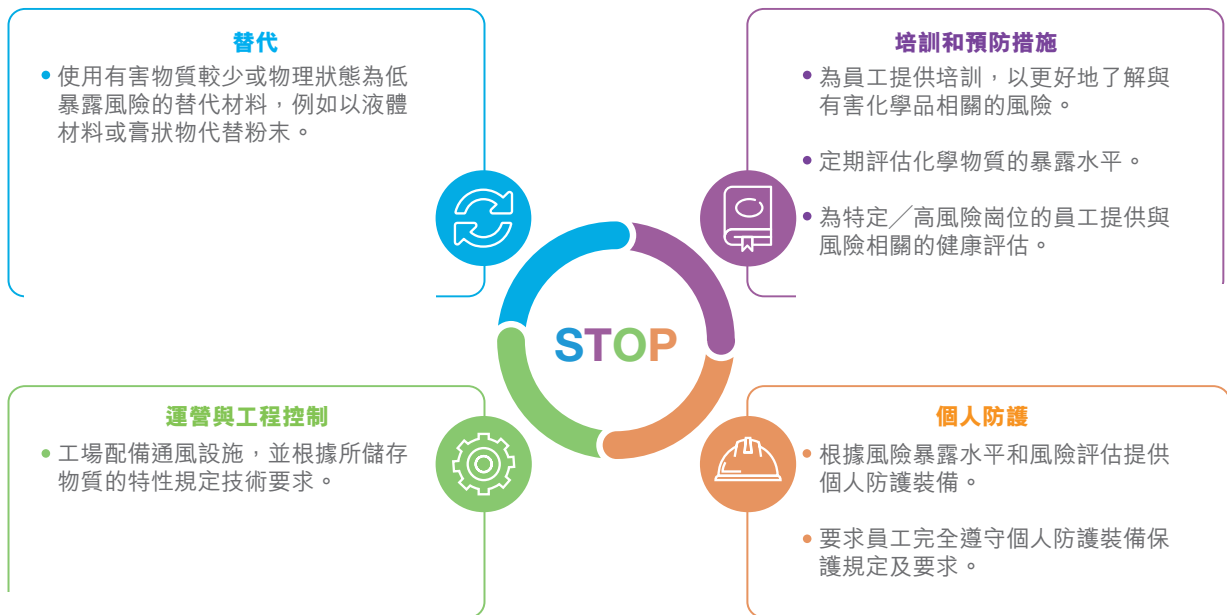 替代
• 使用有害物質較少或物理狀態為低
暴露風險的替代材料，例如以液體
材料或膏狀物代替粉末。
培訓和預防措施
• 為員工提供培訓，以更好地了解與
有害化學品相關的風險。
• 定期評估化學物質的暴露水平。
• 為特定／高風險崗位的員工提供與
風險相關的健康評估。
STOP
運營與工程控制
• 工場配備通風設施，並根據所儲存
物質的特性規定技術要求。
個人防護
• 根據風險暴露水平和風險評估提供
個人防護裝備。
• 要求員工完全遵守個人防護裝備保
護規定及要求。